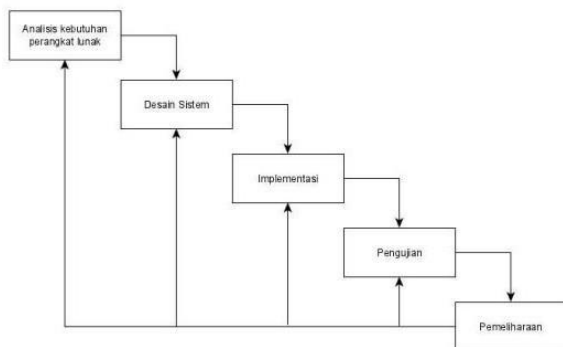 Analisis kebutuhan
perangkat lunak
Desain Sistem
Implementasi
Pengujian
Pemeliharaan